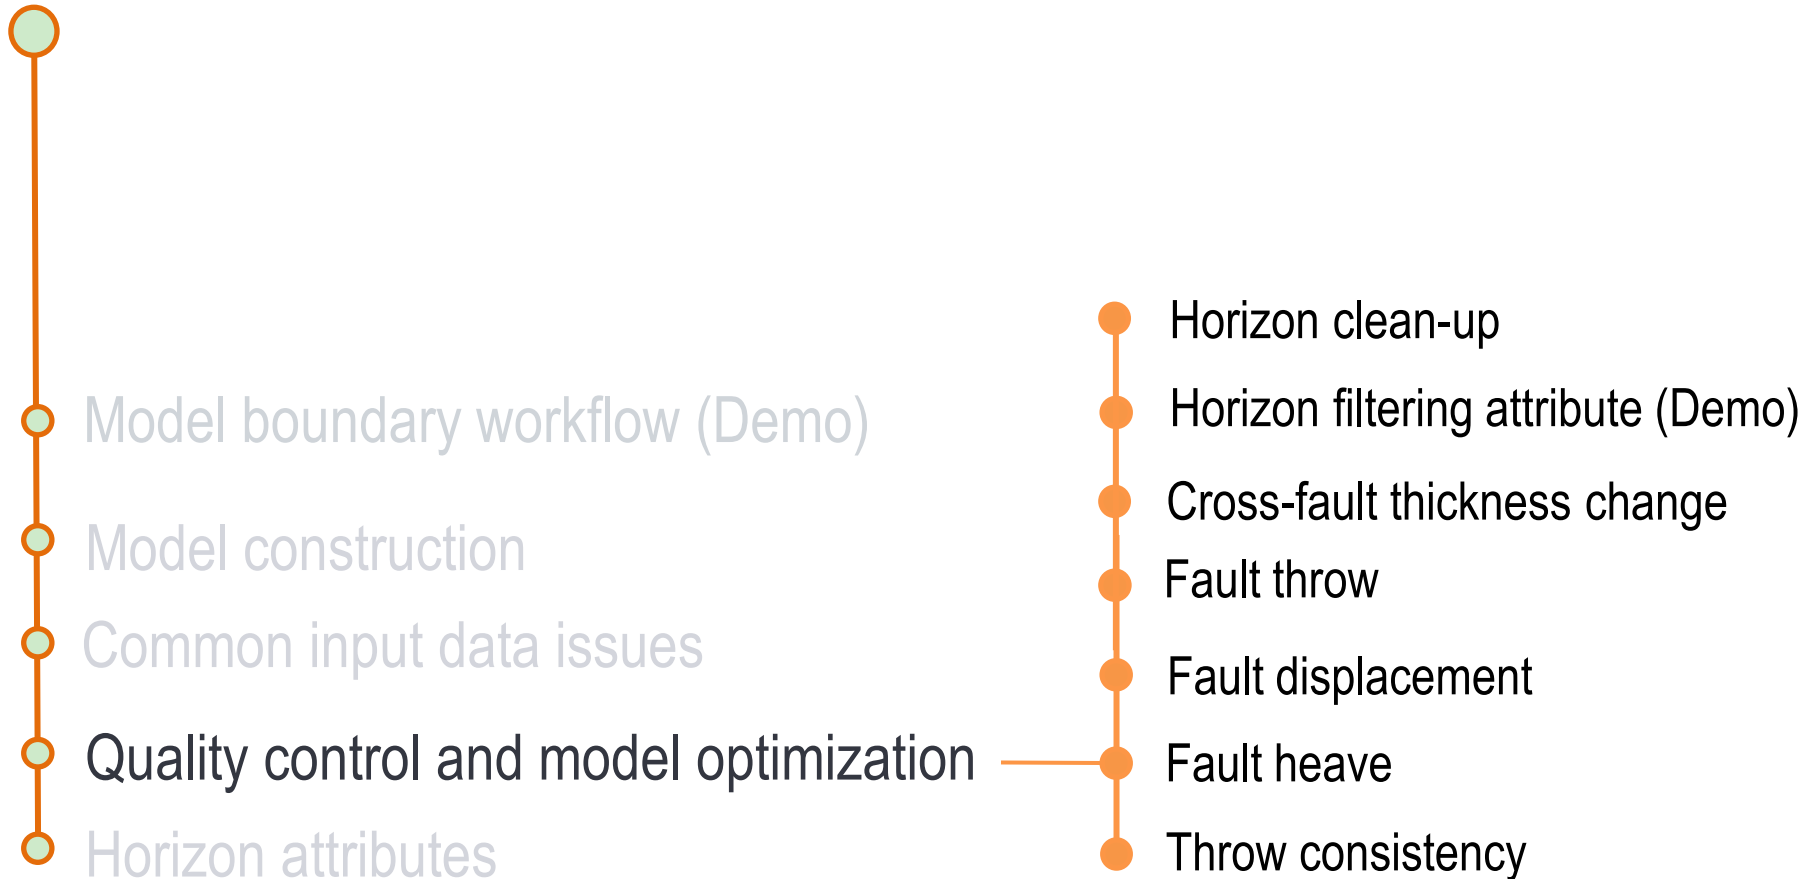 Model boundary workflow (Demo)
Model construction
Common input data issues
Quality control and model optimization
Horizon attributes
Horizon clean-up
Horizon filtering attribute (Demo)
Cross-fault thickness change
Fault throw
Fault displacement
Fault heave
Throw consistency